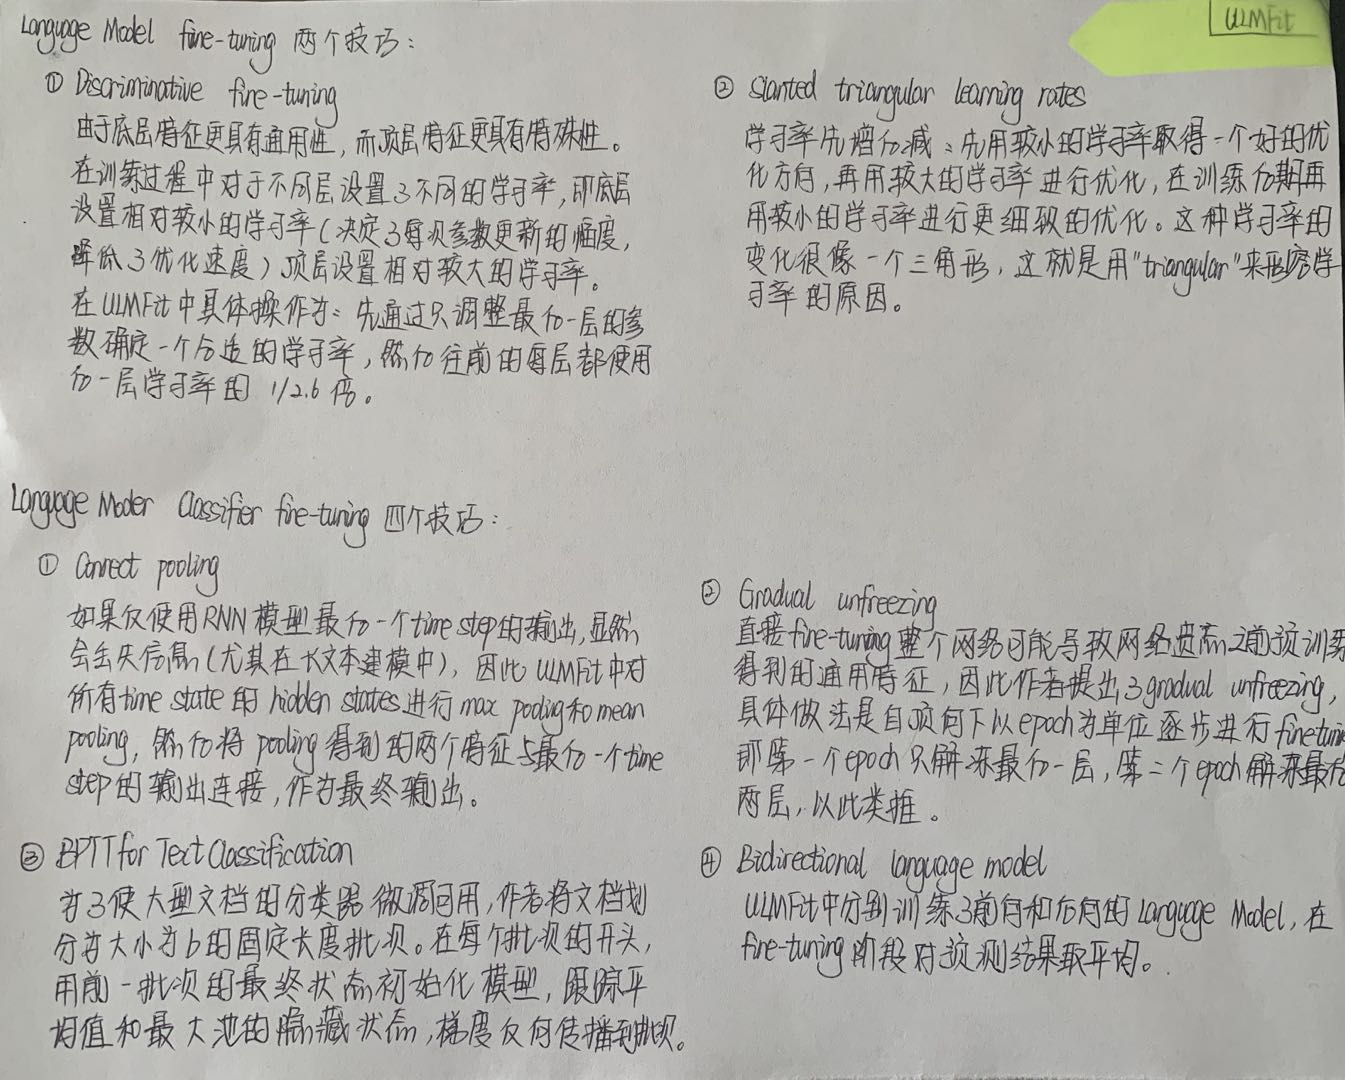 ULMFit
Language Model fine-tuning 两个技巧：
① Discriminative fine-tuning
由于底层特征更具有通用性，而顶层特征更具有特殊性。
在训练过程中对于不同层设置了不同的学习率，即底层
设置相对较小的学习率（决定了每次参数更新的幅度，
降低了优化速度）顶层设置相对较大的学习率。
在ULMFit中具体操作为：先通过只调整最后一层的参
数确定一个合适的学习率，然后往前的每层都使用
后一层学习率的 1/2.6 倍。
② Slanted triangular learning rates
学习率先增后减：先用较小的学习率取得一个好的优
化方向，再用较大的学习率进行优化，在训练后期再
用较小的学习率进行更细致的优化。这种学习率的
变化很像一个三角形，这就是用"triangular"来形容学
习率的原因。
Language Moder Classifier fine-tuning 四个技巧：
① Connect pooling
如果仅使用RNN模型最后一个time step的输出，显然
会丢失信息（尤其在长文本建模中），因此ULMFit中对
所有time state的 hidden states进行max pooling和mean
pooling，然后将pooling得到的两个特征与最后一个time
step的输出连接，作为最终输出。
② Gradual unfreezing
直接fine-tuning整个网络可能导致网络遗忘之前预训练
得到的通用特征，因此作者提出了gradual unfreezing，
具体做法是自顶向下以epoch为单位逐步进行finetunin
即第一个epoch只解冻最后一层，第二个epoch解冻最后
两层，以此类推。
③ BPTT for Text Classification
为了使大型文档的分类器微调可用，作者将文档划
分为大小为b的固定长度批次。在每个批次的开头，
用前一批次的最终状态初始化模型，跟踪平
均值和最大池的隐藏状态，梯度反向传播到批次。
④ Bidirectional language model
ULMFit中分别训练了前向和后向的Language Model，在
fine-tuning阶段对预测结果取平均。